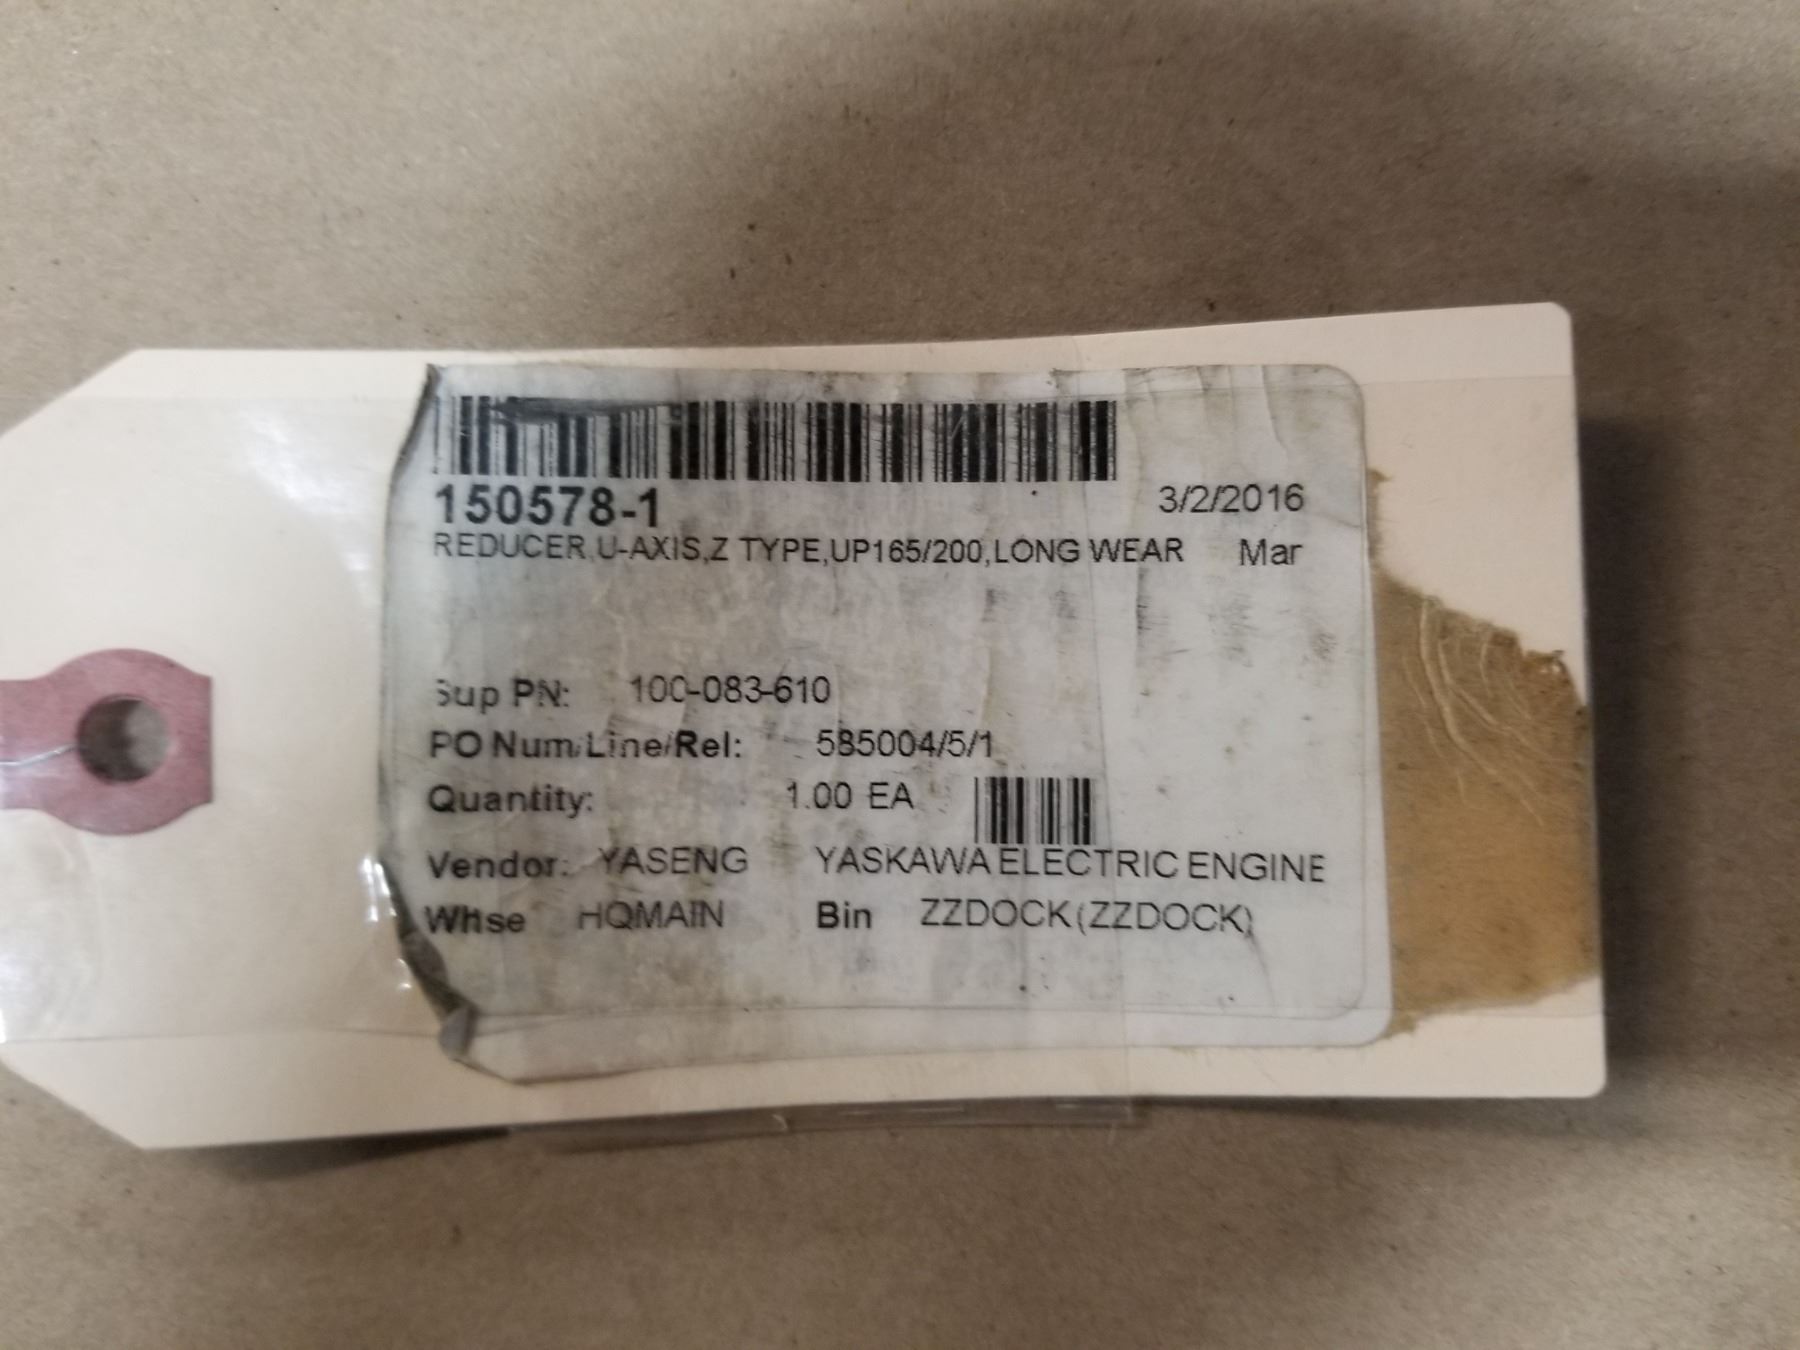 150578-1 3/2/2016
REDUCER,U-AXIS,Z TYPE,UP165/200,LONG WEAR Mar
Sup PN: 100-083-610
PO Num/Line/Rel: 585004/5/1
Quantity: 1.00 EA
Vendor: YASENG YASKAWA ELECTRIC ENGINE
Whse HQMAIN Bin ZZDOCK(ZZDOCK)